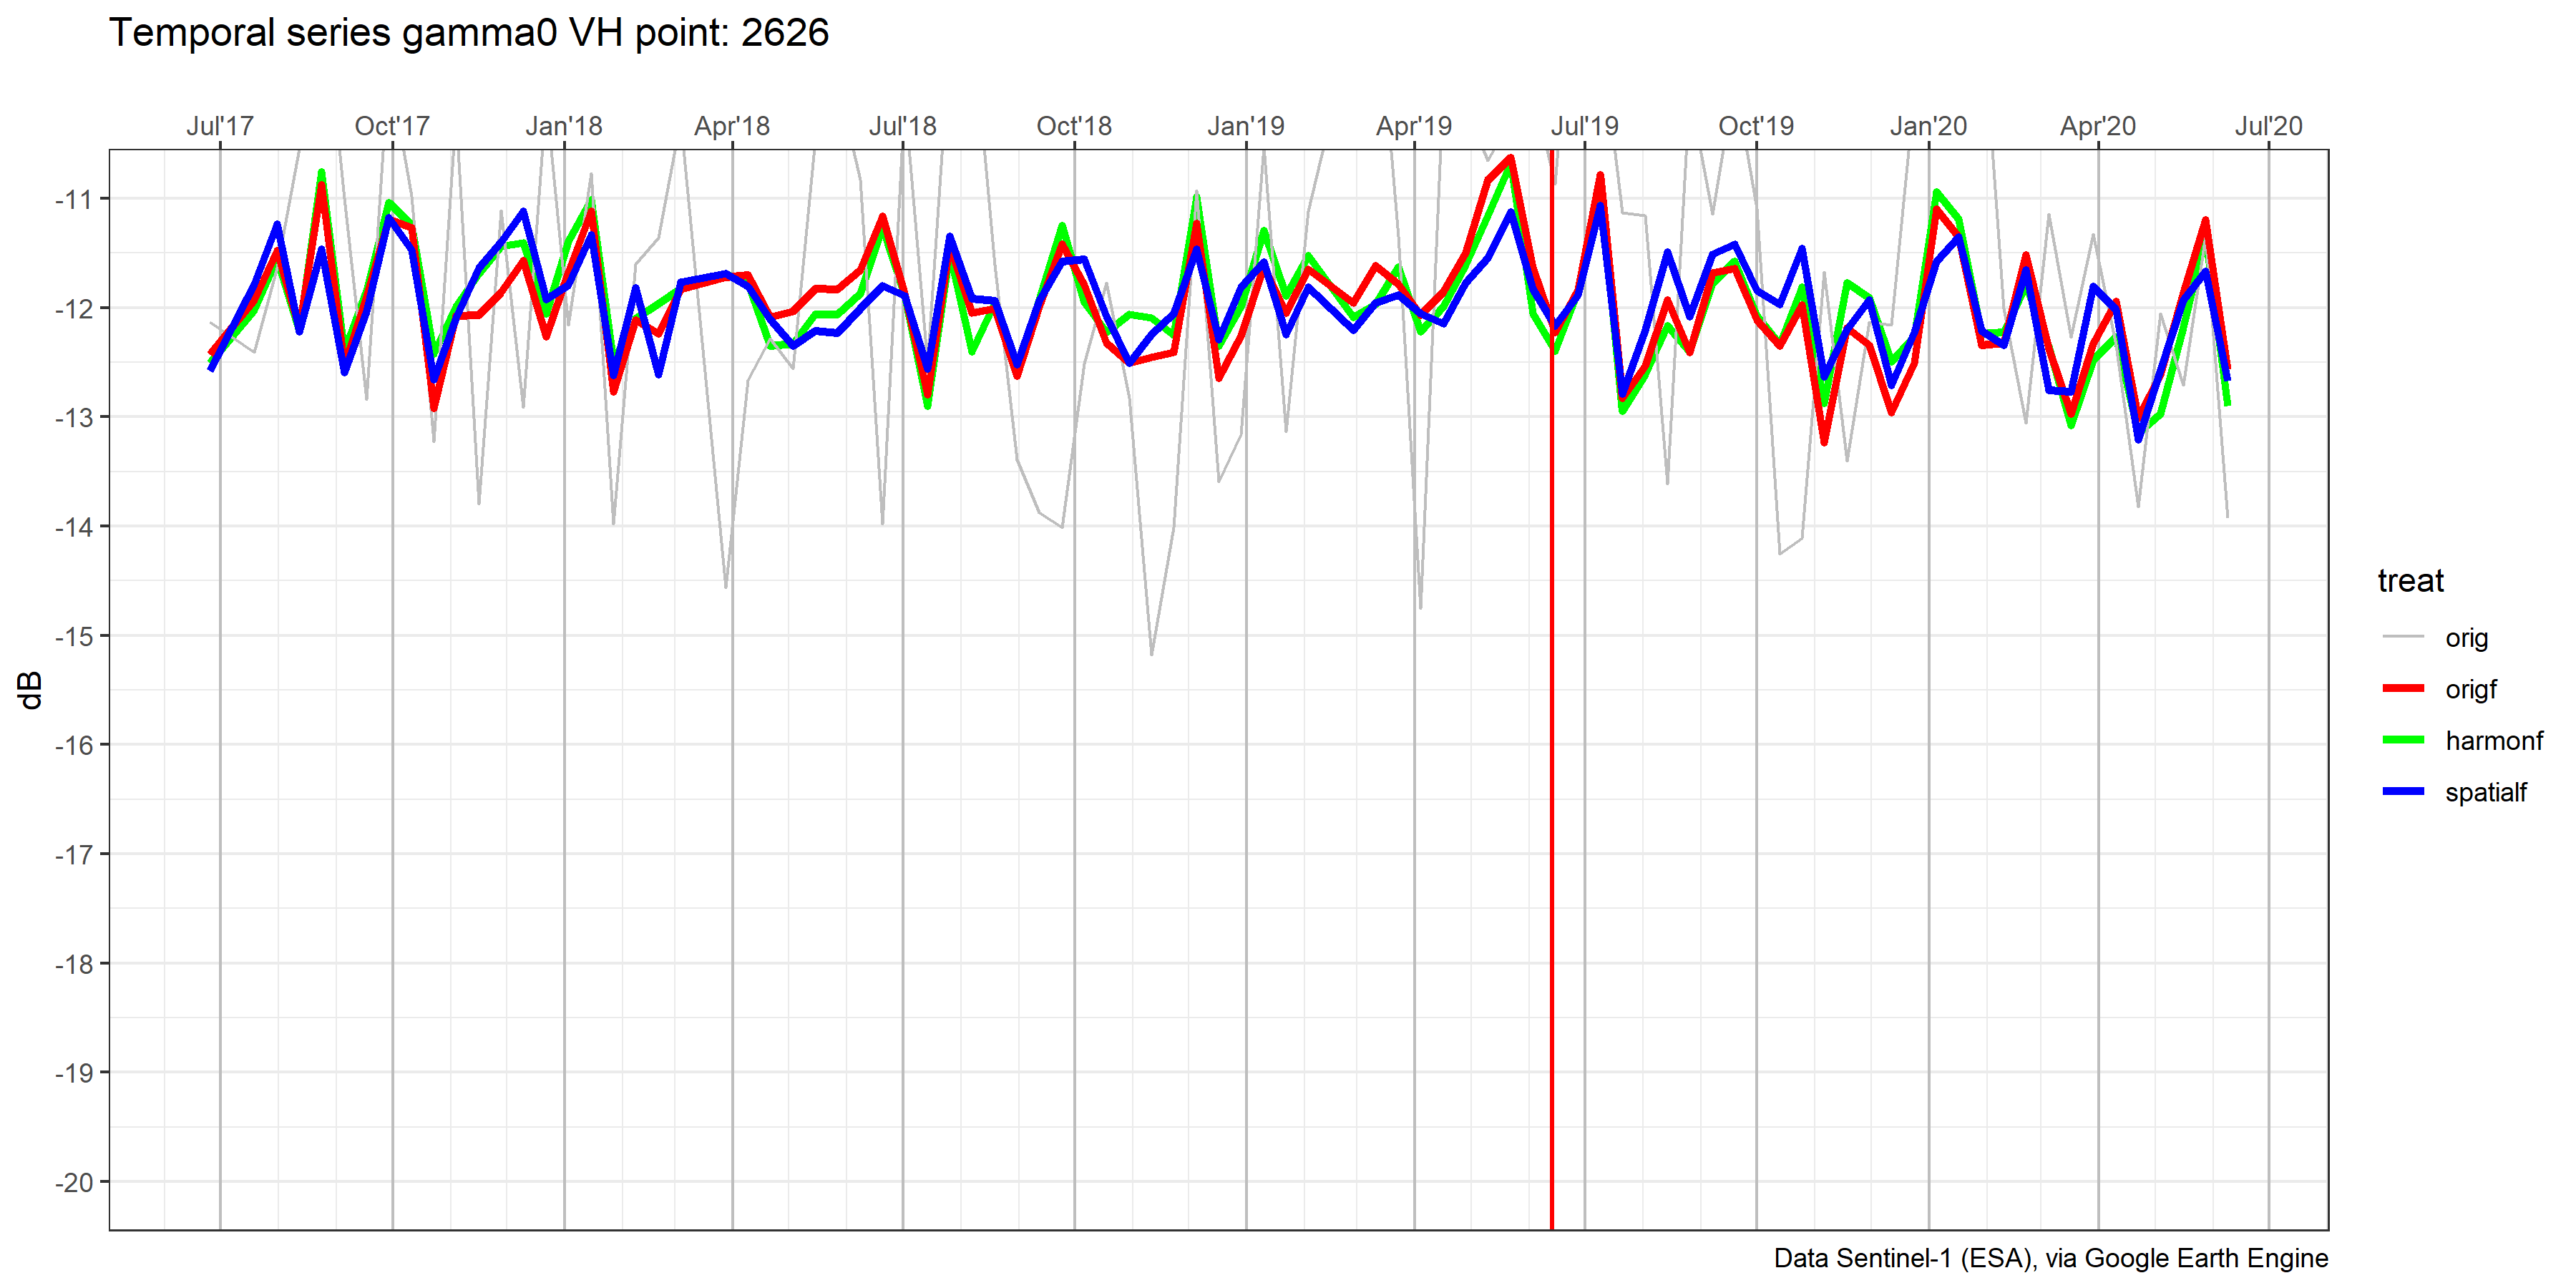 Temporal series gamma0 VH point: 2626
Jul'17 Oct'17 Jan'18 Apr'18 Jul'18 Oct'18 Jan'19 Apr'19 Jul'19 Oct'19 Jan'20 Apr'20 Jul'20
-11
-12
-13
-14
-15
-16
-17
-18
-19
-20
dB
treat
orig
origf
harmonf
spatialf
Data Sentinel-1 (ESA), via Google Earth Engine